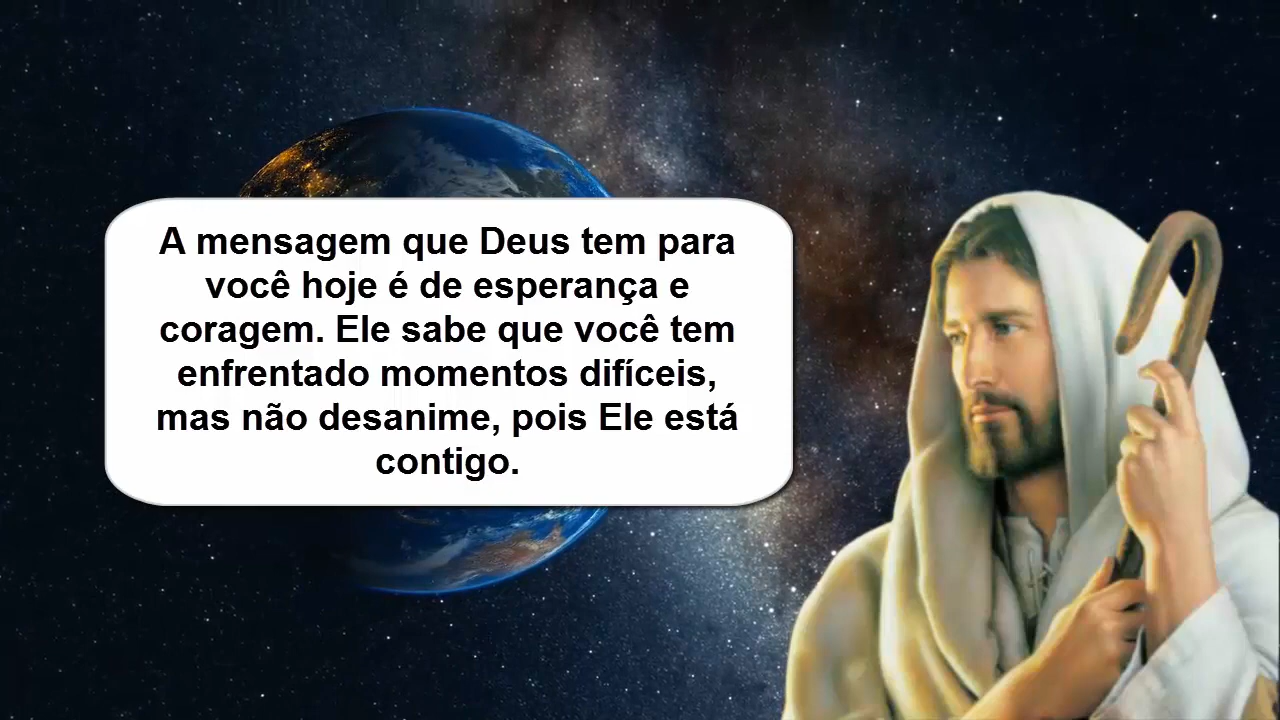 A mensagem que Deus tem para
você hoje é de esperança e
coragem. Ele sabe que você tem
enfrentado momentos difíceis,
mas não desanime, pois Ele está
contigo.